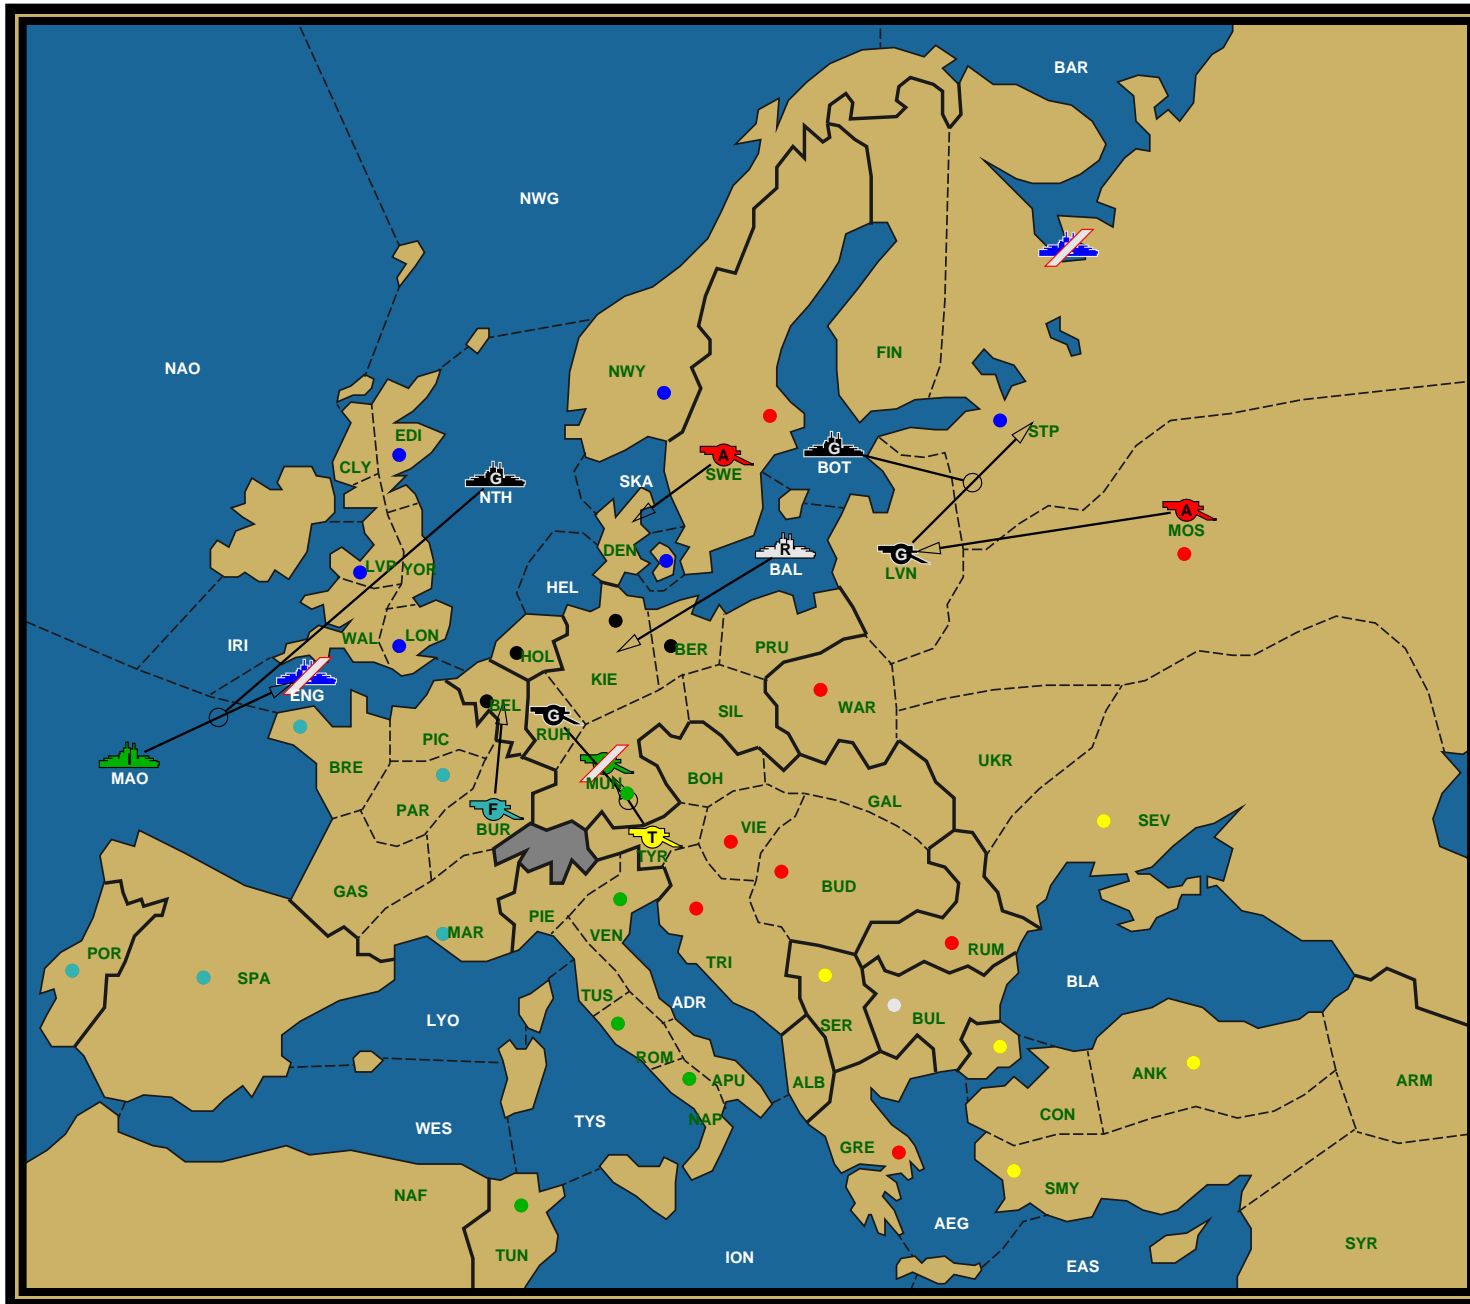 BAR
NWG
NAO
FIN
NWY
EDI
STP
CLY
G
BOT
A
SWE
SKA
G
NTH
A
MOS
DEN
R
BAL
G
LVN
LVP
YOR
HEL
IRI
WAL
LON
HOL
BER
PRU
KIE
ENG
BEL
SIL
WAR
G
RUH
PIC
UKR
I
MAO
BRE
MUN
BOH
GAL
PAR
F
BUR
T
TYR
VIE
SEV
BUD
GAS
PIE
VEN
MAR
RUM
POR
SPA
TRI
BLA
TUS
ADR
LYO
SER
BUL
ROM
APU
ALB
ANK
ARM
NAP
CON
WES
TYS
GRE
SMY
NAF
AEG
SYR
TUN
ION
EAS